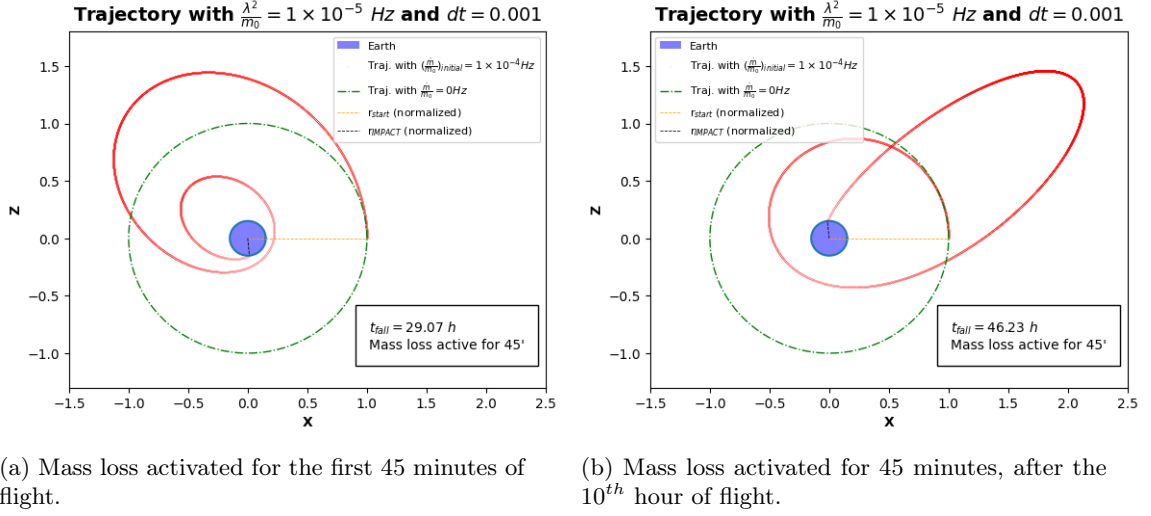 Trajectory with λ²/m₀ = 1 × 10⁻⁵ Hz and dt = 0.001
Earth
Traj. with (ṁ/m₀)initial = 1 × 10⁻⁴Hz
Traj. with ṁ/m₀ = 0Hz
rstart (normalized)
rIMPACT (normalized)
1.5
1.0
0.5
0.0
−0.5
−1.0
z
tfall = 29.07 h
Mass loss active for 45'
−1.5 −1.0 −0.5 0.0 0.5 1.0 1.5 2.0 2.5
x
(a) Mass loss activated for the first 45 minutes of
flight.
Trajectory with λ²/m₀ = 1 × 10⁻⁵ Hz and dt = 0.001
Earth
Traj. with (ṁ/m₀)initial = 1 × 10⁻⁴Hz
Traj. with ṁ/m₀ = 0Hz
rstart (normalized)
rIMPACT (normalized)
1.5
1.0
0.5
0.0
−0.5
−1.0
z
tfall = 46.23 h
Mass loss active for 45'
−1.5 −1.0 −0.5 0.0 0.5 1.0 1.5 2.0 2.5
x
(b) Mass loss activated for 45 minutes, after the
10ᵗʰ hour of flight.